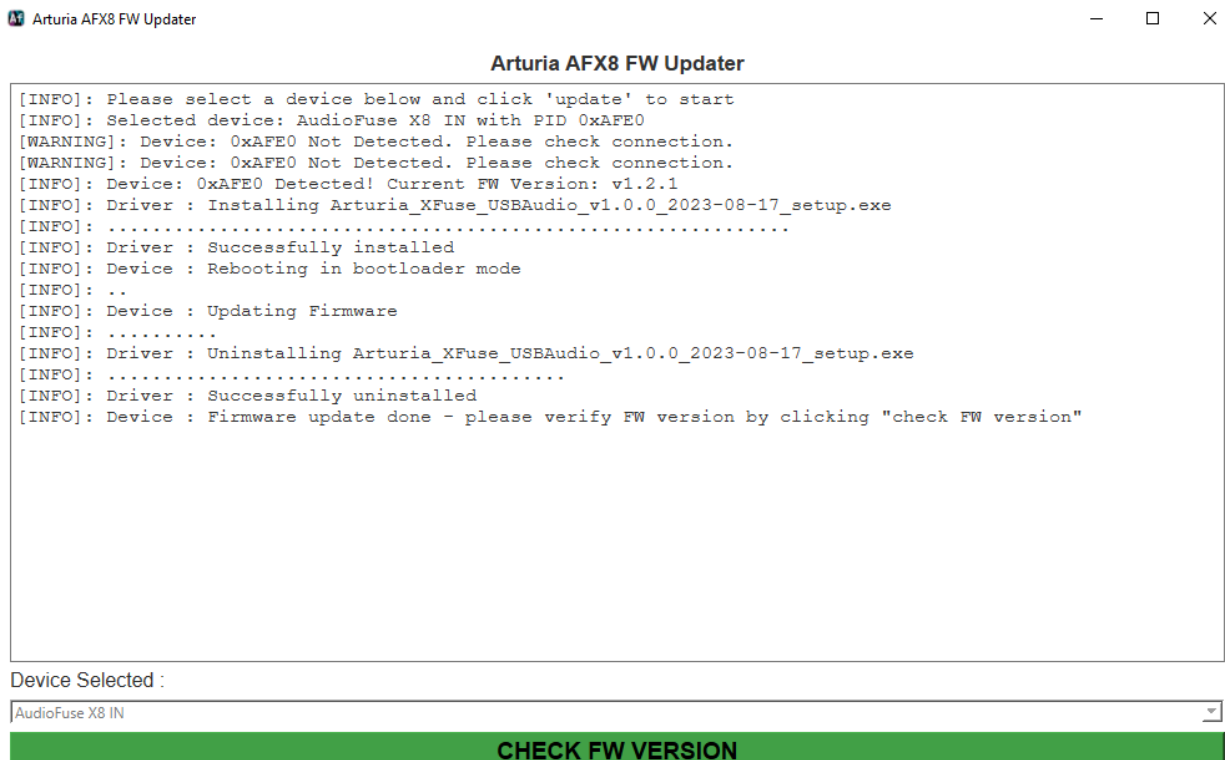 Arturia AFX8 FW Updater
Arturia AFX8 FW Updater
[INFO]: Please select a device below and click 'update' to start
[INFO]: Selected device: AudioFuse X8 IN with PID 0xAFE0
[WARNING]: Device: 0xAFE0 Not Detected. Please check connection.
[WARNING]: Device: 0xAFE0 Not Detected. Please check connection.
[INFO]: Device: 0xAFE0 Detected! Current FW Version: v1.2.1
[INFO]: Driver : Installing Arturia_XFuse_USBAudio_v1.0.0_2023-08-17_setup.exe
[INFO]: .............................................................
[INFO]: Driver : Successfully installed
[INFO]: Device : Rebooting in bootloader mode
[INFO]: ..
[INFO]: Device : Updating Firmware
[INFO]: ..........
[INFO]: Driver : Uninstalling Arturia_XFuse_USBAudio_v1.0.0_2023-08-17_setup.exe
[INFO]: .........................................
[INFO]: Driver : Successfully uninstalled
[INFO]: Device : Firmware update done - please verify FW version by clicking "check FW version"
Device Selected :
AudioFuse X8 IN
CHECK FW VERSION